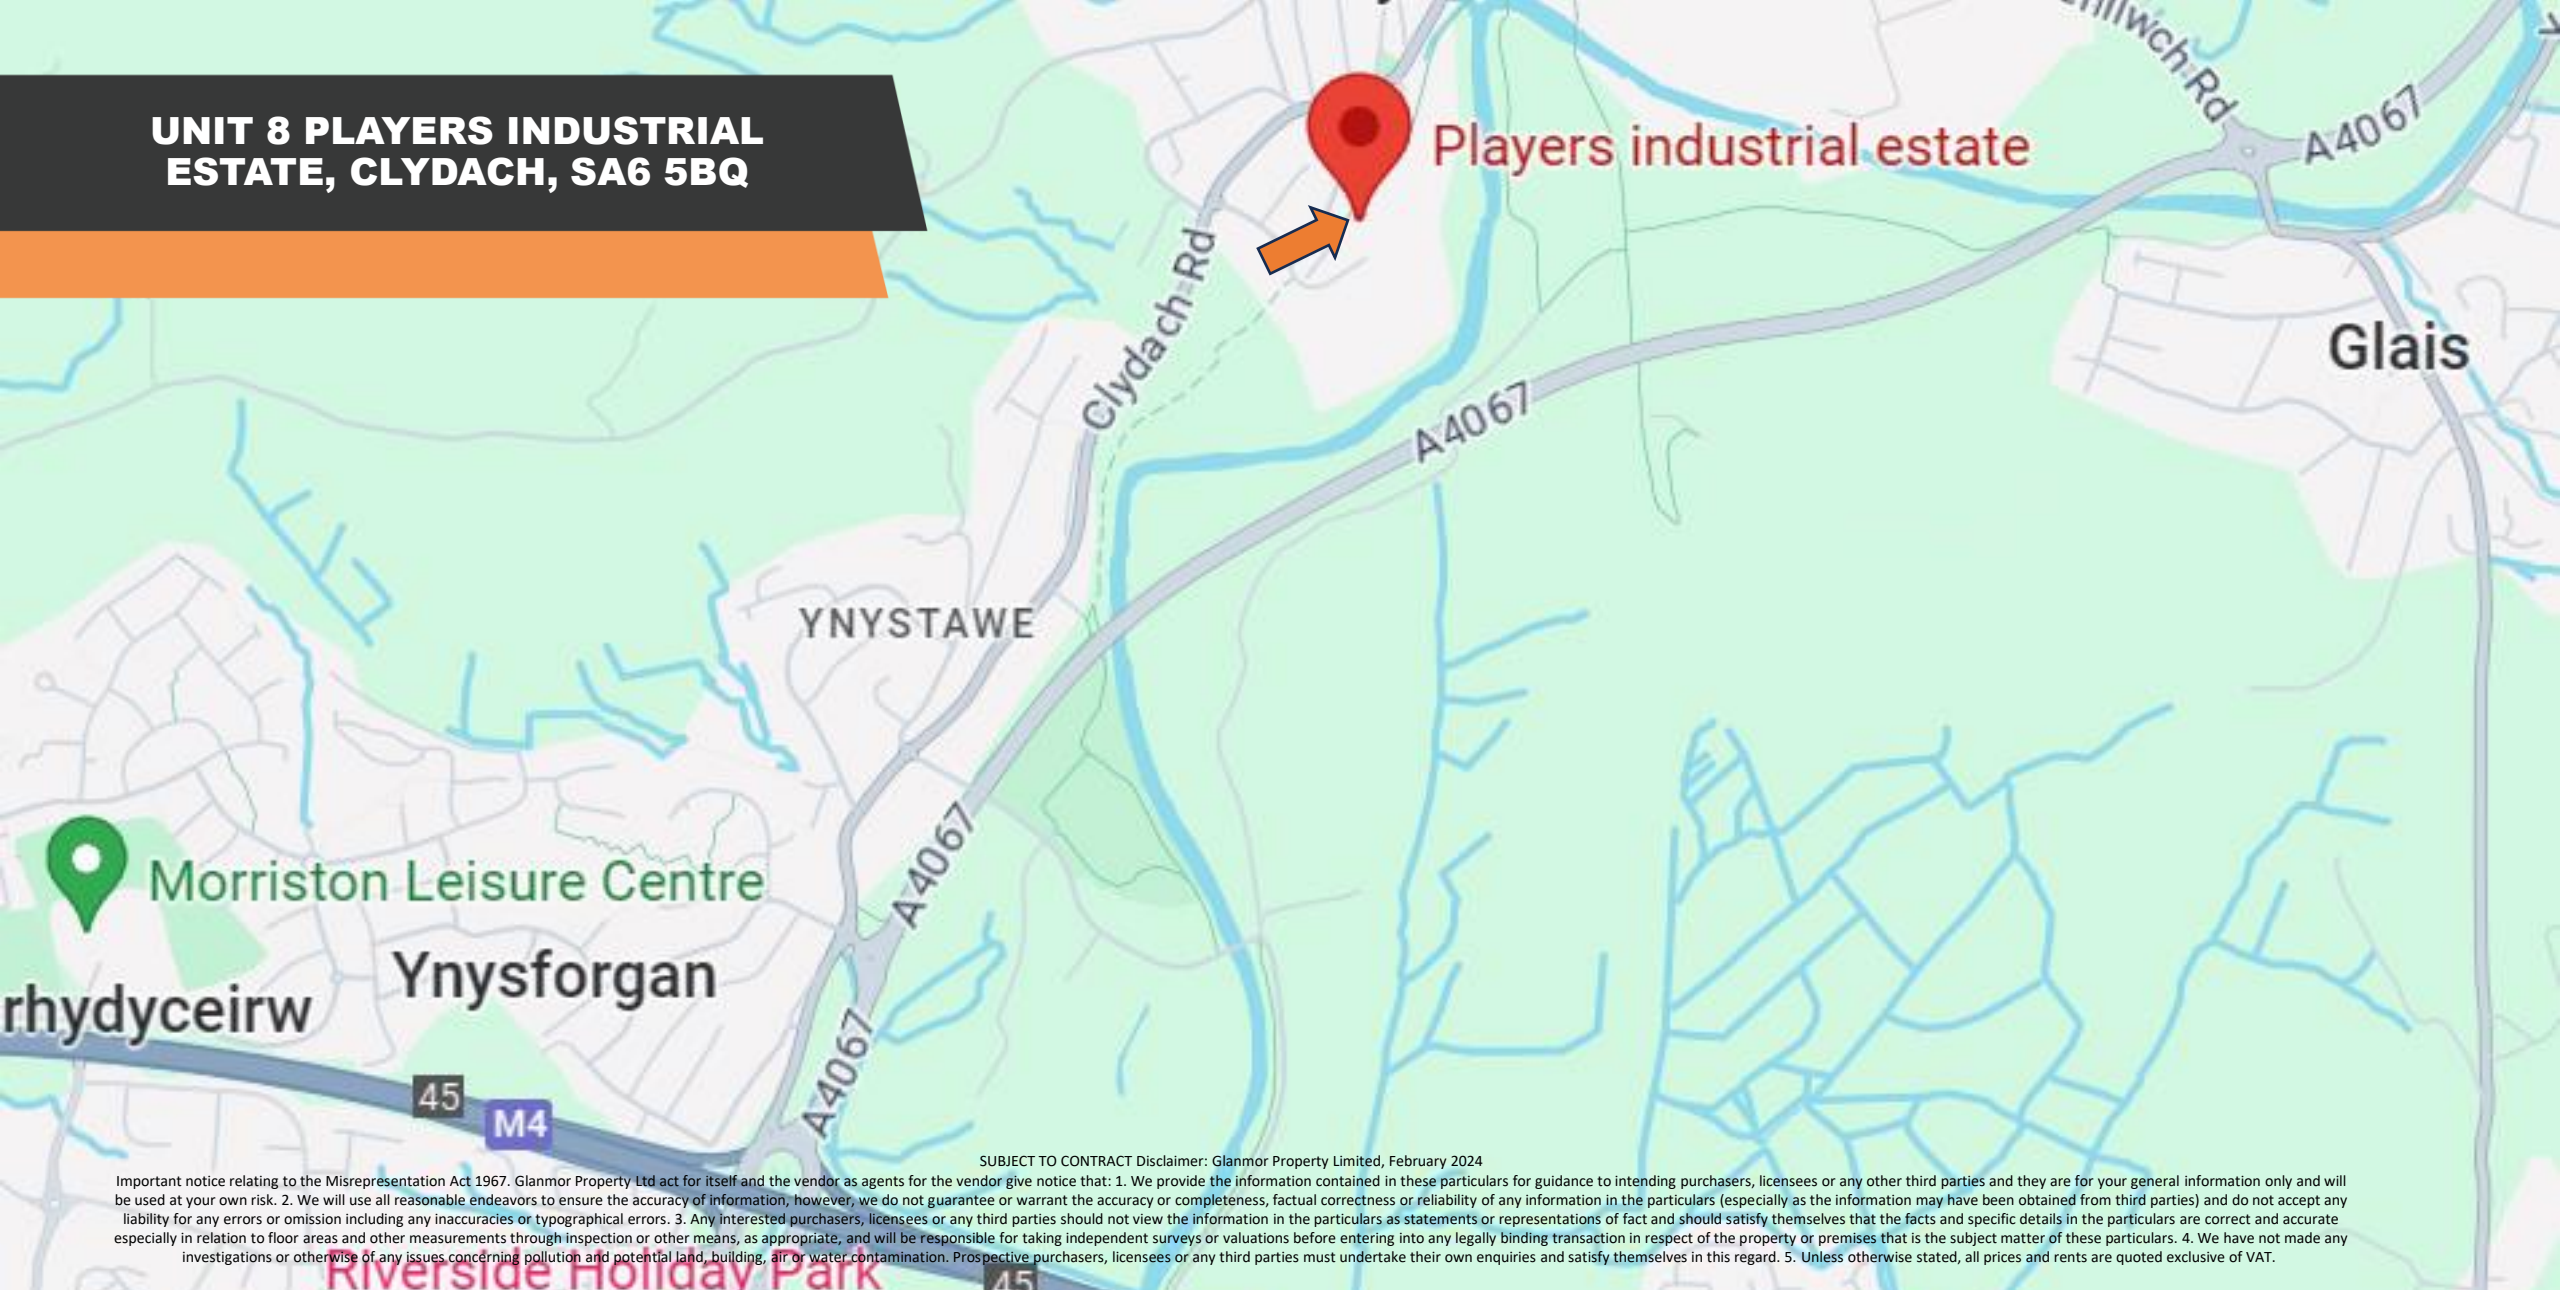 UNIT 8 PLAYERS INDUSTRIAL
ESTATE, CLYDACH, SA6 5BQ
Players industrial estate
A4067
Clydach Rd
Glais
A4067
YNYSTAWE
Morriston Leisure Centre
A4067
Ynysforgan
rhydyceirw
A4067
45
M4
SUBJECT TO CONTRACT Disclaimer: Glanmor Property Limited, February 2024
Important notice relating to the Misrepresentation Act 1967. Glanmor Property Ltd act for itself and the vendor as agents for the vendor give notice that: 1. We provide the information contained in these particulars for guidance to intending purchasers, licensees or any other third parties and they are for your general information only and will
be used at your own risk. 2. We will use all reasonable endeavors to ensure the accuracy of information, however, we do not guarantee or warrant the accuracy or completeness, factual correctness or reliability of any information in the particulars (especially as the information may have been obtained from third parties) and do not accept any
liability for any errors or omission including any inaccuracies or typographical errors. 3. Any interested purchasers, licensees or any third parties should not view the information in the particulars as statements or representations of fact and should satisfy themselves that the facts and specific details in the particulars are correct and accurate
especially in relation to floor areas and other measurements through inspection or other means, as appropriate, and will be responsible for taking independent surveys or valuations before entering into any legally binding transaction in respect of the property or premises that is the subject matter of these particulars. 4. We have not made any
investigations or otherwise of any issues concerning pollution and potential land, building, air or water contamination. Prospective purchasers, licensees or any third parties must undertake their own enquiries and satisfy themselves in this regard. 5. Unless otherwise stated, all prices and rents are quoted exclusive of VAT.
Riverside Holiday Park
45